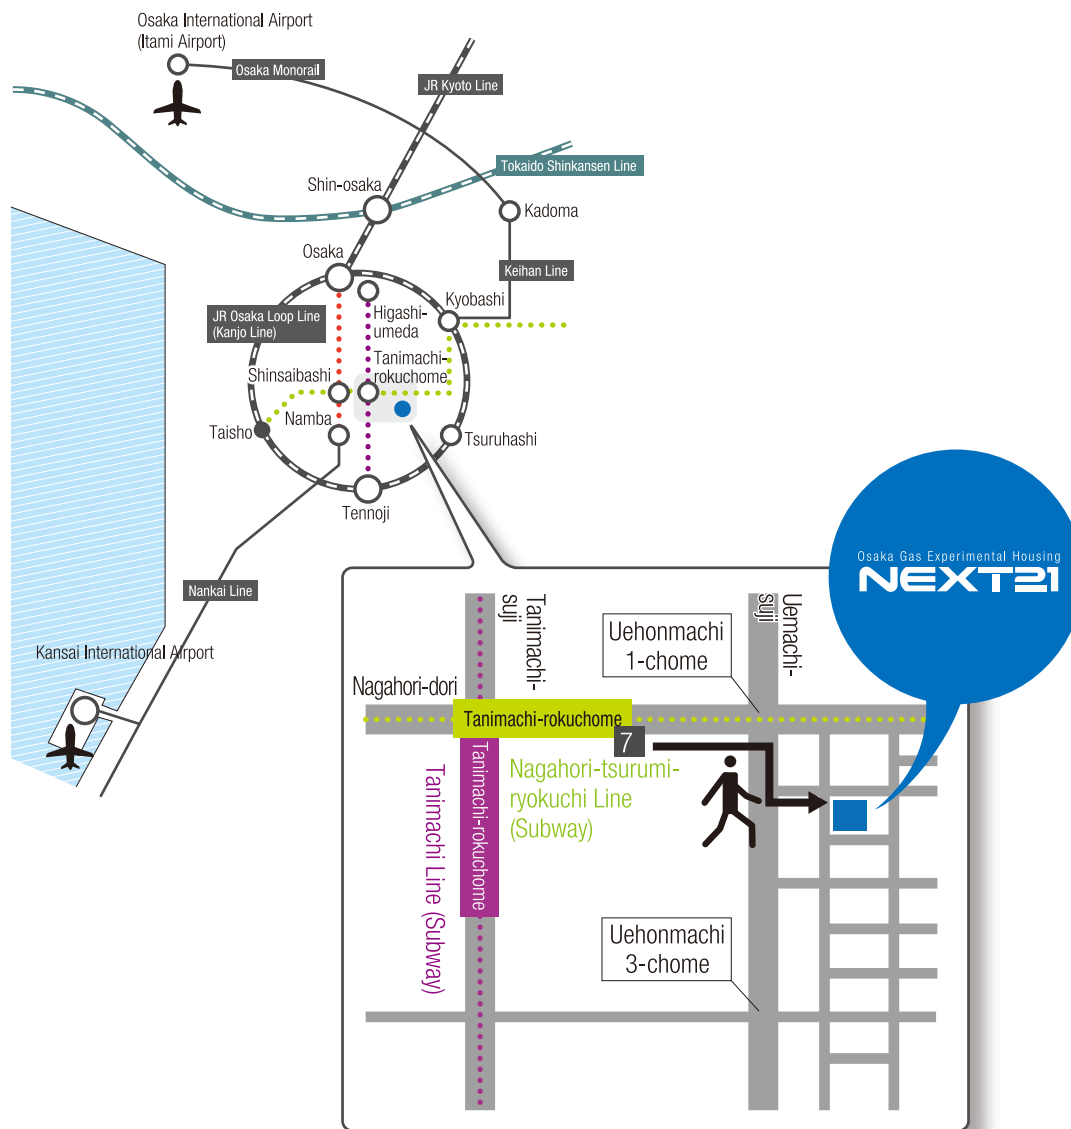 Osaka International Airport
(Itami Airport)
Osaka Monorail
JR Kyoto Line
Tokaido Shinkansen Line
Shin-osaka
Kadoma
Osaka
Keihan Line
Kyobashi
JR Osaka Loop Line
(Kanjo Line)
Higashi-
umeda
Tanimachi-
rokuchome
Shinsaibashi
Namba
Taisho
Tsuruhashi
Tennoji
Nankai Line
Kansai International Airport
Osaka Gas Experimental Housing
NEXT21
Tanimachi-
suji
Uemachi-
suji
Uehonmachi
1-chome
Nagahori-dori
Tanimachi-rokuchome
7
Tanimachi-rokuchome
Nagahori-tsurumi-
ryokuchi Line
(Subway)
Tanimachi Line (Subway)
Uehonmachi
3-chome